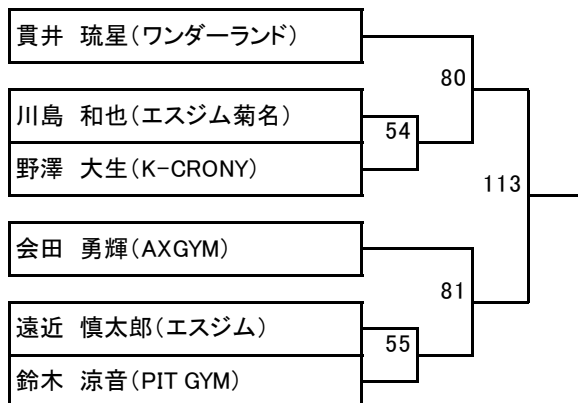 貫井 琉星(ワンダーランド)
80
川島 和也(エスジム菊名)
54
野澤 大生(K-CRONY)
113
会田 勇輝(AXGYM)
81
遠近 慎太郎(エスジム)
55
鈴木 涼音(PIT GYM)